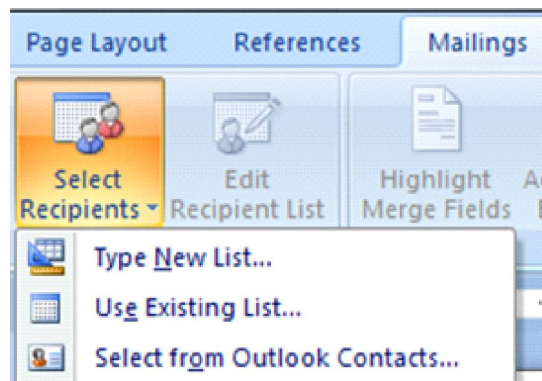 Page Layout References Mailings
Select Edit Highlight
Recipients Recipient List Merge Fields
Type New List...
Use Existing List...
Select from Outlook Contacts...